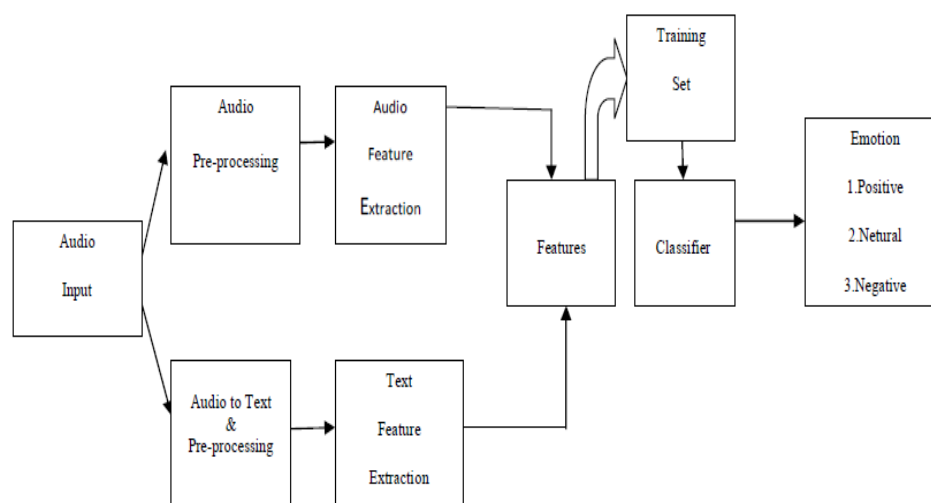 Audio
Input
Audio
Pre-processing
Audio
Feature
Extraction
Audio to Text
&
Pre-processing
Text
Feature
Extraction
Features
Training
Set
Classifier
Emotion
1.Positive
2.Netural
3.Negative